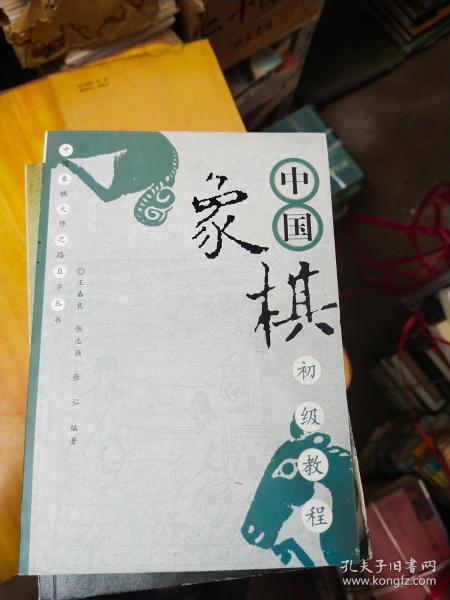 中国
象棋
初级教程
中国象棋大师之路自学丛书
◎王嘉良 张志强 张弘 编著
孔夫子旧书网
www.kongfz.com